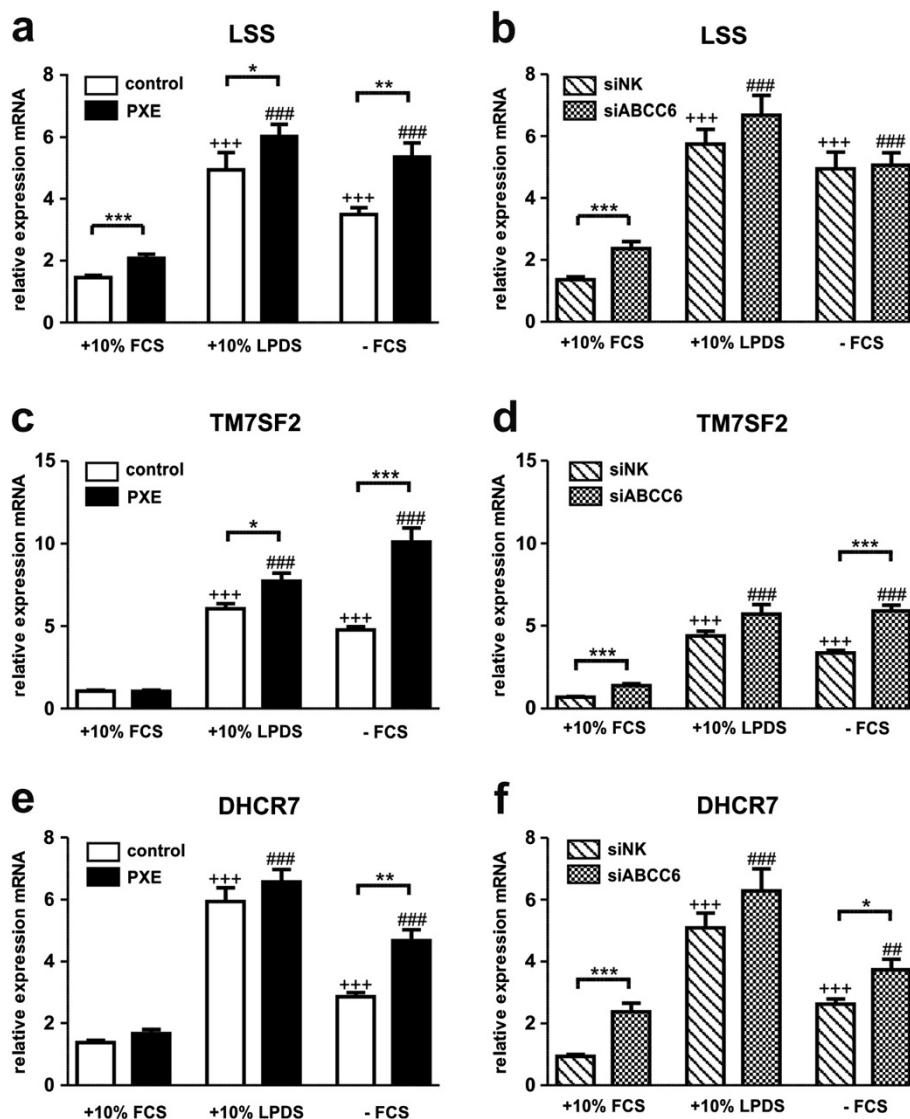 a
LSS
relative expression mRNA
8
6
4
2
0
control
PXE
***
*
**
+++
###
+++
###
+10% FCS
+10% LPDS
- FCS
b
LSS
relative expression mRNA
8
6
4
2
0
siNK
siABCC6
***
+++
###
+++
###
+10% FCS
+10% LPDS
- FCS
c
TM7SF2
relative expression mRNA
15
10
5
0
control
PXE
*
***
+++
###
+++
###
+10% FCS
+10% LPDS
- FCS
d
TM7SF2
relative expression mRNA
15
10
5
0
siNK
siABCC6
***
***
+++
###
+++
###
+10% FCS
+10% LPDS
- FCS
e
DHCR7
relative expression mRNA
8
6
4
2
0
control
PXE
**
+++
###
+++
###
+10% FCS
+10% LPDS
- FCS
f
DHCR7
relative expression mRNA
8
6
4
2
0
siNK
siABCC6
***
*
+++
###
+++
##
+10% FCS
+10% LPDS
- FCS